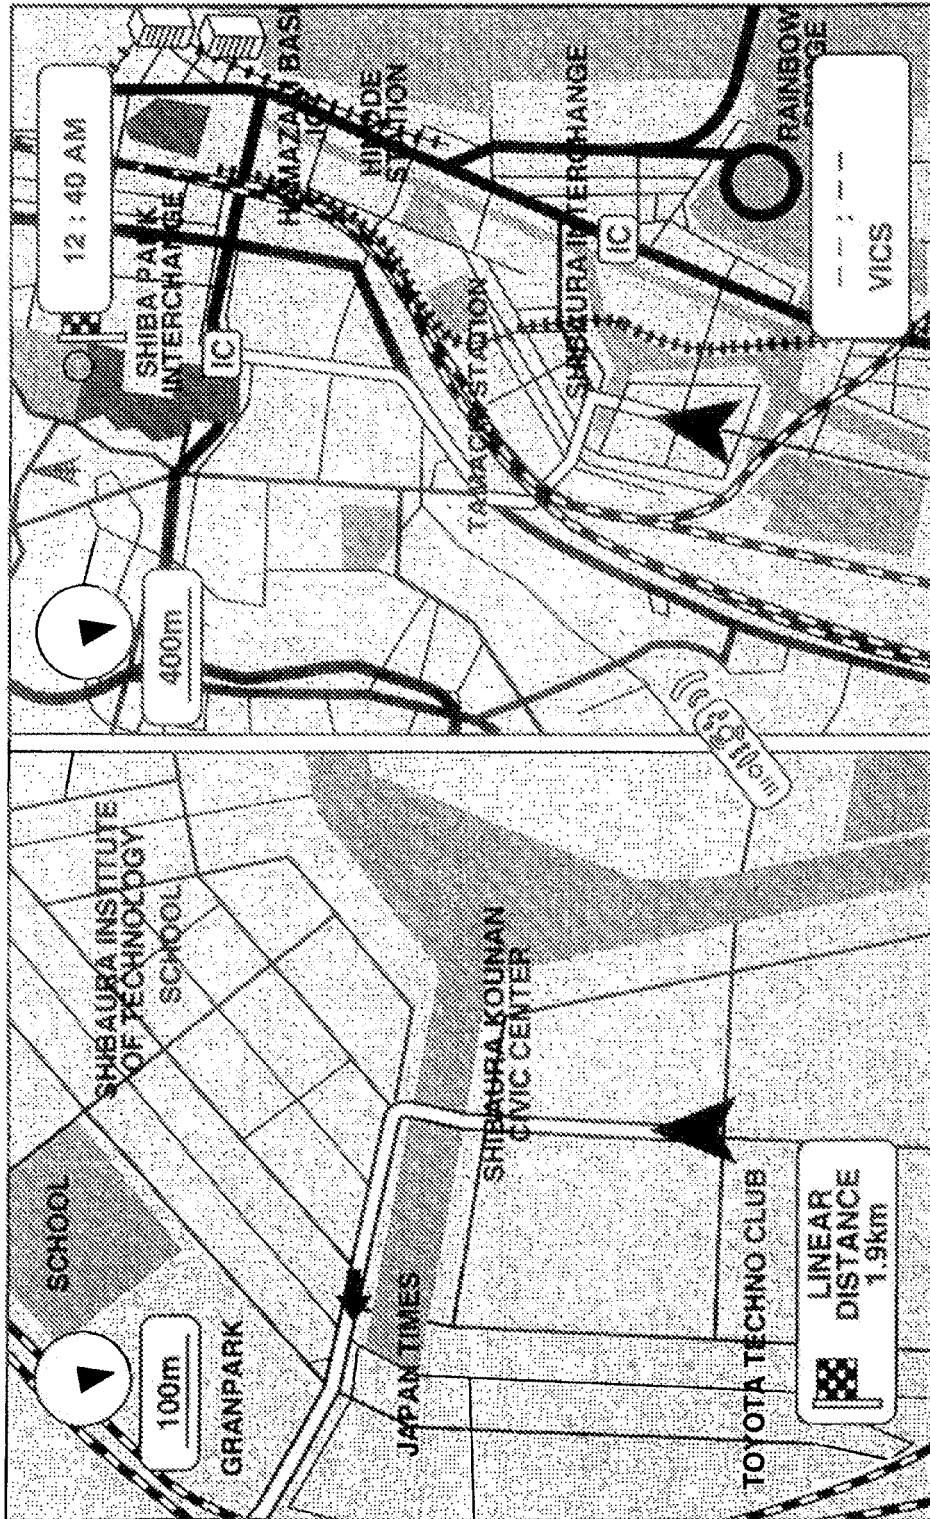 SCHOOL
SHIBAURA INSTITUTE
OF TECHNOLOGY
SCHOOL
100m
GRANPARK
JAPAN TIMES
SHIBAURA KOUNAN
CIVIC CENTER
TOYOTA TECHNO CLUB
LINEAR
DISTANCE
1.9km
12 : 40 AM
400m
SHIBA PARK
INTERCHANGE
IC
STATION
TAMACHI STATION
SHIBAURA INTERCHANGE
IC
RAINBOW
-- : --
VICS